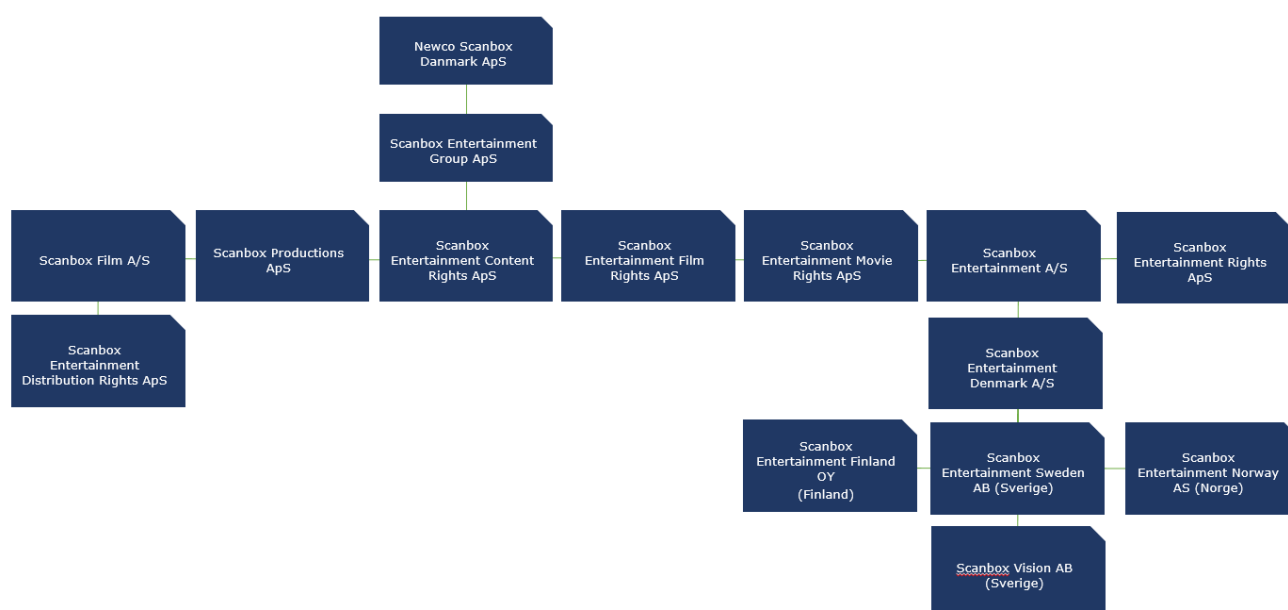 Newco Scanbox
Danmark ApS
Scanbox Entertainment
Group ApS
Scanbox Film A/S
Scanbox Productions
ApS
Scanbox
Entertainment Content
Rights ApS
Scanbox
Entertainment Film
Rights ApS
Scanbox
Entertainment Movie
Rights ApS
Scanbox
Entertainment A/S
Scanbox
Entertainment Rights
ApS
Scanbox
Entertainment
Distribution Rights ApS
Scanbox
Entertainment
Denmark A/S
Scanbox
Entertainment Finland
OY
(Finland)
Scanbox
Entertainment Sweden
AB (Sverige)
Scanbox
Entertainment Norway
AS (Norge)
Scanbox Vision AB
(Sverige)